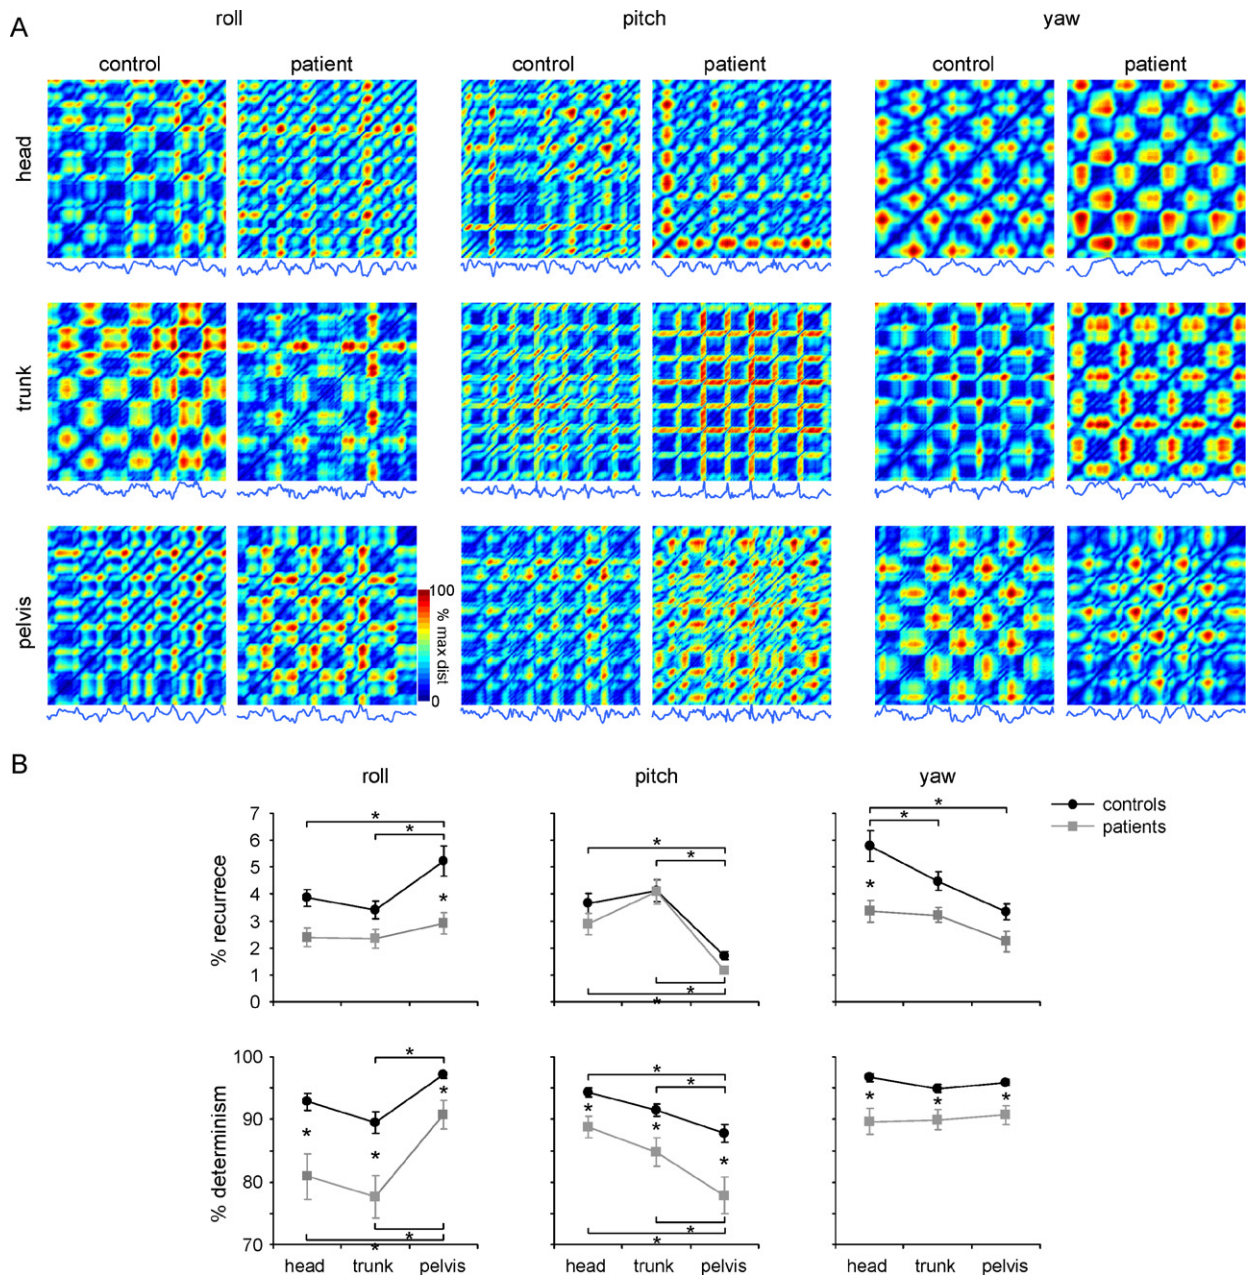 A
roll pitch yaw
control patient control patient control patient
head
trunk
pelvis
100
% max dist
0
B
roll pitch yaw
controls
patients
% recurrece
7
6
5
4
3
2
1
0
* * * * * * * * * *
% determinism
100
90
80
70
* * * * * * * * * * * * * * * *
head trunk pelvis head trunk pelvis head trunk pelvis